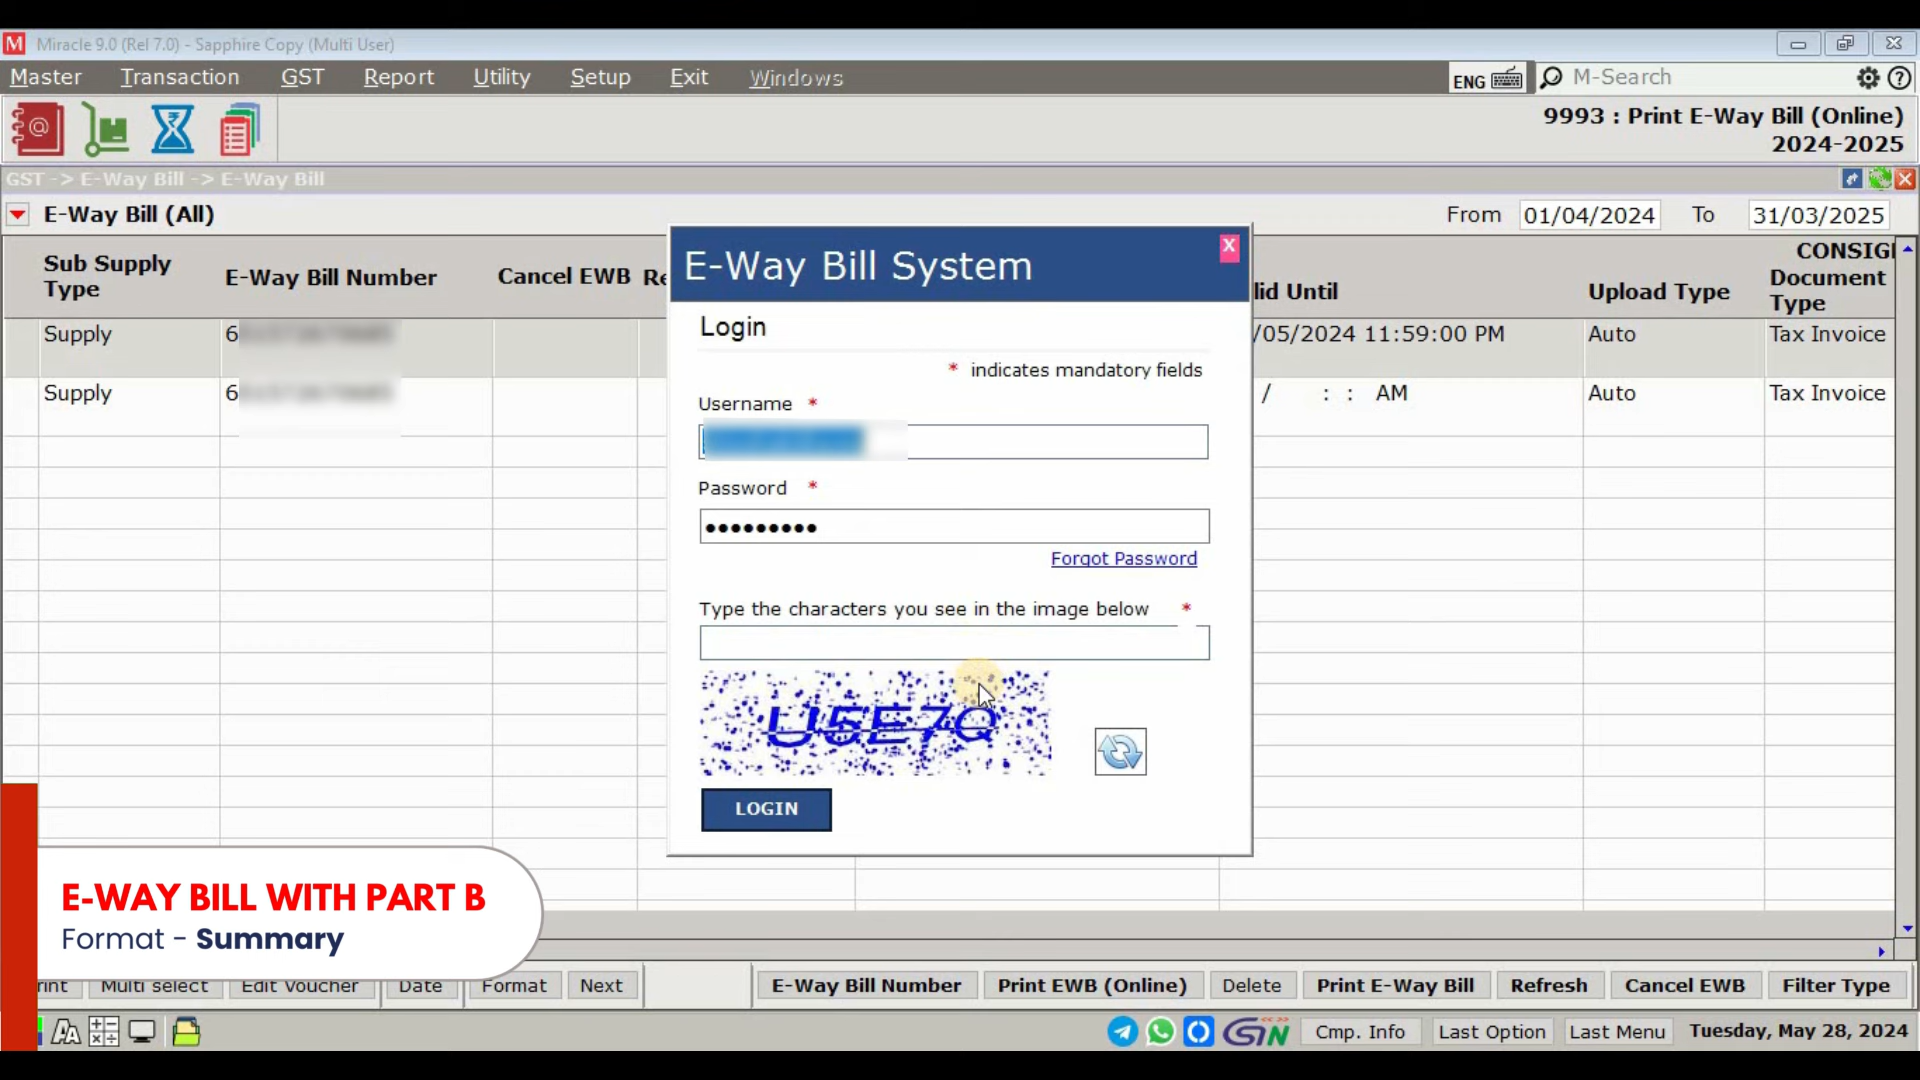 Miracle 9.0 (Rel 7.0) - Sapphire Copy (Multi User)
Master Transaction GST Report Utility Setup Exit Windows
ENG M-Search
9993 : Print E-Way Bill (Online)
2024-2025
GST -> E-Way Bill -> E-Way Bill
E-Way Bill (All)
From 01/04/2024 To 31/03/2025
Sub Supply Type E-Way Bill Number Cancel EWB Upload Type Document Type
Supply 6 /05/2024 11:59:00 PM Auto Tax Invoice
Supply 6 / : : AM Auto Tax Invoice
E-Way Bill System
X
Login
* indicates mandatory fields
Username *
Password *
Forgot Password
Type the characters you see in the image below *
U5E7Q
LOGIN
E-WAY BILL WITH PART B
Format - Summary
Multi select Edit Voucher Date Format Next E-Way Bill Number Print EWB (Online) Delete Print E-Way Bill Refresh Cancel EWB Filter Type
Cmp. Info Last Option Last Menu Tuesday, May 28, 2024